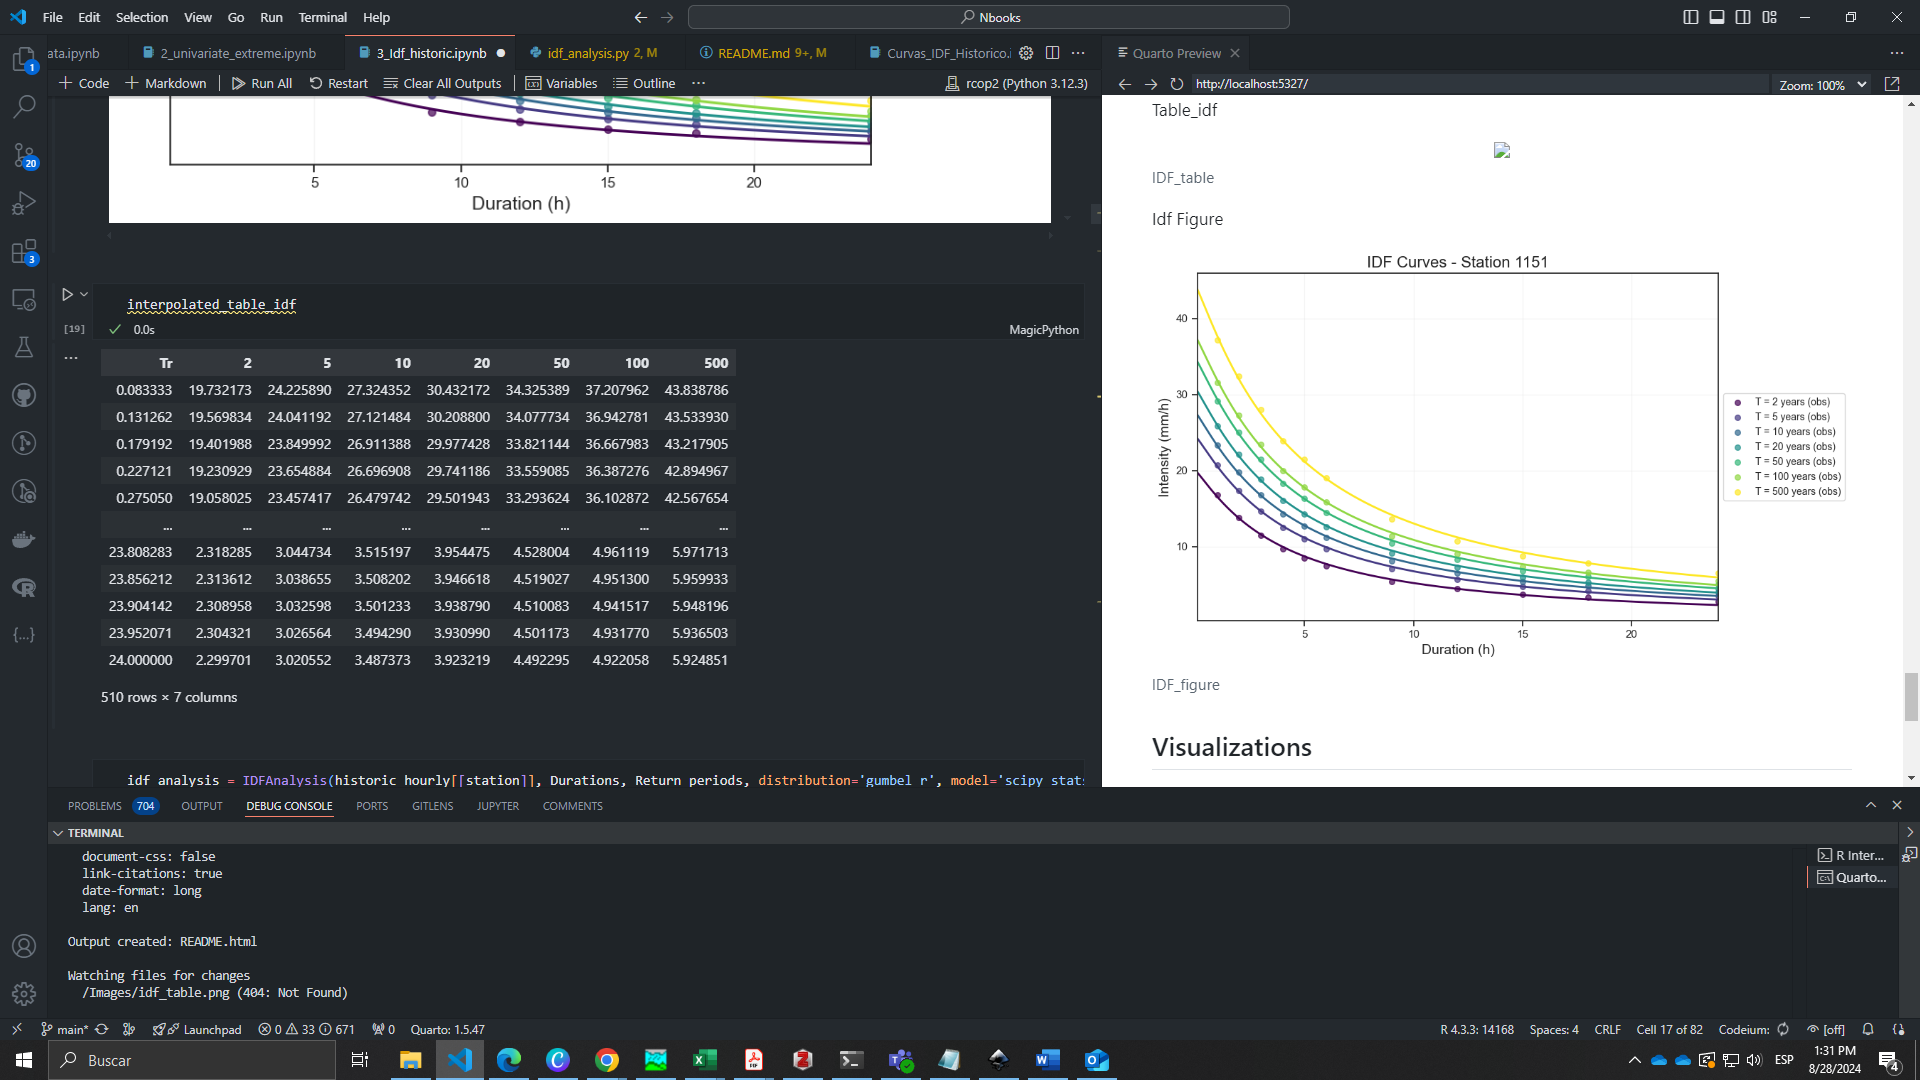 File Edit Selection View Go Run Terminal Help
Nbooks
ata.ipynb 2_univariate_extreme.ipynb 3_Idf_historic.ipynb idf_analysis.py 2, M README.md 9+, M Curvas_IDF_Historico.i
Quarto Preview
Code Markdown Run All Restart Clear All Outputs Variables Outline rcop2 (Python 3.12.3)
http://localhost:5327/ Zoom: 100%
5 10 15 20
Duration (h)
interpolated_table_idf
[19] 0.0s MagicPython
Tr 2 5 10 20 50 100 500
0.083333 19.732173 24.225890 27.324352 30.432172 34.325389 37.207962 43.838786
0.131262 19.569834 24.041192 27.121484 30.208800 34.077734 36.942781 43.533930
0.179192 19.401988 23.849992 26.911388 29.977428 33.821144 36.667983 43.217905
0.227121 19.230929 23.654884 26.696908 29.741186 33.559085 36.387276 42.894967
0.275050 19.058025 23.457417 26.479742 29.501943 33.293624 36.102872 42.567654
... ... ... ... ... ... ... ...
23.808283 2.318285 3.044734 3.515197 3.954475 4.528004 4.961119 5.971713
23.856212 2.313612 3.038655 3.508202 3.946618 4.519027 4.951300 5.959933
23.904142 2.308958 3.032598 3.501233 3.938790 4.510083 4.941517 5.948196
23.952071 2.304321 3.026564 3.494290 3.930990 4.501173 4.931770 5.936503
24.000000 2.299701 3.020552 3.487373 3.923219 4.492295 4.922058 5.924851
510 rows × 7 columns
idf_analysis = IDFAnalysis(historic_hourly[[station]], Durations, Return_periods, distribution='gumbel_r', model='scipy_stats
Table_idf
IDF_table
Idf Figure
IDF Curves - Station 1151
Intensity (mm/h)
40
30
20
10
5 10 15 20
Duration (h)
T = 2 years (obs)
T = 5 years (obs)
T = 10 years (obs)
T = 20 years (obs)
T = 50 years (obs)
T = 100 years (obs)
T = 500 years (obs)
IDF_figure
Visualizations
PROBLEMS 704 OUTPUT DEBUG CONSOLE PORTS GITLENS JUPYTER COMMENTS
TERMINAL
document-css: false
link-citations: true
date-format: long
lang: en
Output created: README.html
Watching files for changes
/Images/idf_table.png (404: Not Found)
R Inter...
Quarto...
1
20
3
main* Launchpad 0 33 671 0 Quarto: 1.5.47 R 4.3.3: 14168 Spaces: 4 CRLF Cell 17 of 82 Codeium: [off]
Buscar
ESP
1:31 PM
8/28/2024
4